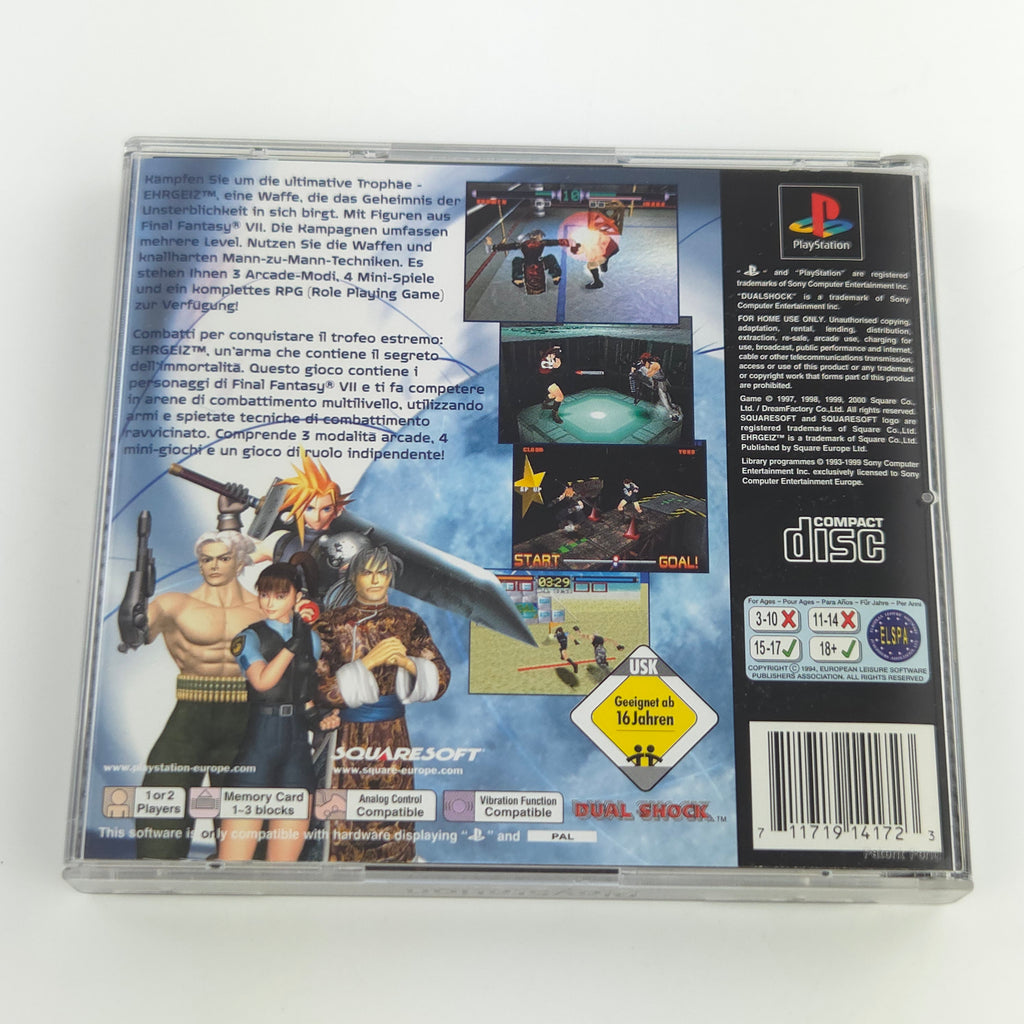 Kämpfen Sie um die ultimative Trophäe -
EHRGEIZ™, eine Waffe, die das Geheimnis der
Unsterblichkeit in sich birgt. Mit Figuren aus
Final Fantasy® VII. Die Kampagnen umfassen
mehrere Level. Nutzen Sie die Waffen und
knallharten Mann-zu-Mann-Techniken. Es
stehen Ihnen 3 Arcade-Modi, 4 Mini-Spiele
und ein komplettes RPG (Role Playing Game)
zur Verfügung!
Combatti per conquistare il trofeo estremo:
EHRGEIZ™, un'arma che contiene il segreto
dell'immortalità. Questo gioco contiene i
personaggi di Final Fantasy® VII e ti fa competere
in arene di combattimento multilivello, utilizzando
armi e spietate tecniche di combattimento
ravvicinato. Comprende 3 modalità arcade, 4
mini-giochi e un gioco di ruolo indipendente!
10
CLEAR
YOKO
START
GOAL!
03:29
USK
Geeignet ab
16 Jahren
SQUARESOFT
www.playstation-europe.com
www.square-europe.com
1 or 2
Players
Memory Card
1-3 blocks
Analog Control
Compatible
Vibration Function
Compatible
DUAL SHOCK™
This software is only compatible with hardware displaying " " and PAL
PlayStation
" " and "PlayStation" are registered
trademarks of Sony Computer Entertainment Inc.
"DUALSHOCK" is a trademark of Sony
Computer Entertainment Inc.
FOR HOME USE ONLY. Unauthorised copying,
adaptation, rental, lending, distribution,
extraction, re-sale, arcade use, charging for
use, broadcast, public performance and internet,
cable or other telecommunications transmission,
access or use of this product or any trademark
or copyright work that forms part of this product
are prohibited.
Game © 1997, 1998, 1999, 2000 Square Co.,
Ltd. / DreamFactory Co.,Ltd. All rights reserved.
SQUARESOFT and SQUARESOFT logo are
registered trademarks of Square Co.,Ltd.
EHRGEIZ™ is a trademark of Square Co.,Ltd.
Published by Square Europe Ltd.
Library programmes © 1993-1999 Sony Computer
Entertainment Inc. exclusively licensed to Sony
Computer Entertainment Europe.
COMPACT
disc
For Ages – Pour Ages – Para Años – Für Jahre – Per Anni
3-10 11-14
15-17 18+
ELSPA
COPYRIGHT © 1994, EUROPEAN LEISURE SOFTWARE
PUBLISHERS ASSOCIATION. ALL RIGHTS RESERVED
7 11719 14172 3